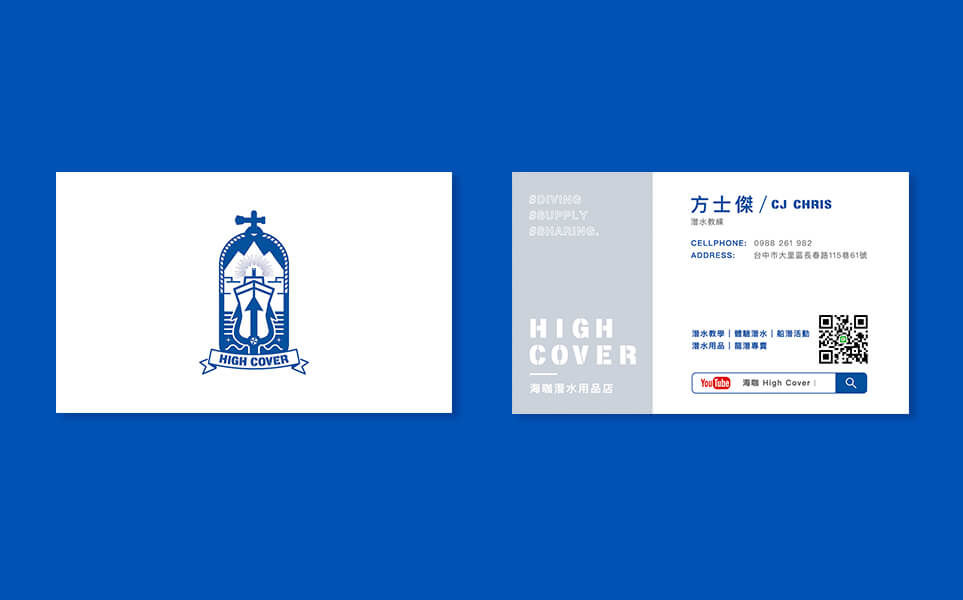 HIGH COVER
#DIVING
#SUPPLY
#SHARING.
HIGH
COVER
海咖潛水用品店
方士傑 / CJ CHRIS
潛水教練
CELLPHONE: 0988 261 982
ADDRESS: 台中市大里區長春路115巷61號
潛水教學｜體驗潛水｜船潛活動
潛水用品｜龍潛專賣
YouTube 海咖 High Cover